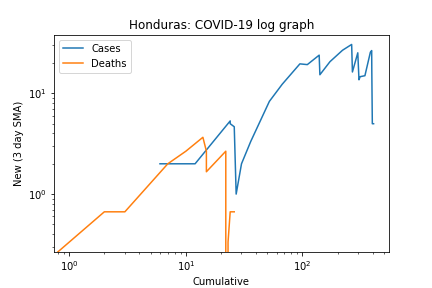 Honduras: COVID-19 log graph
Cases
Deaths
New (3 day SMA)
10¹
10⁰
10⁰ 10¹ 10²
Cumulative